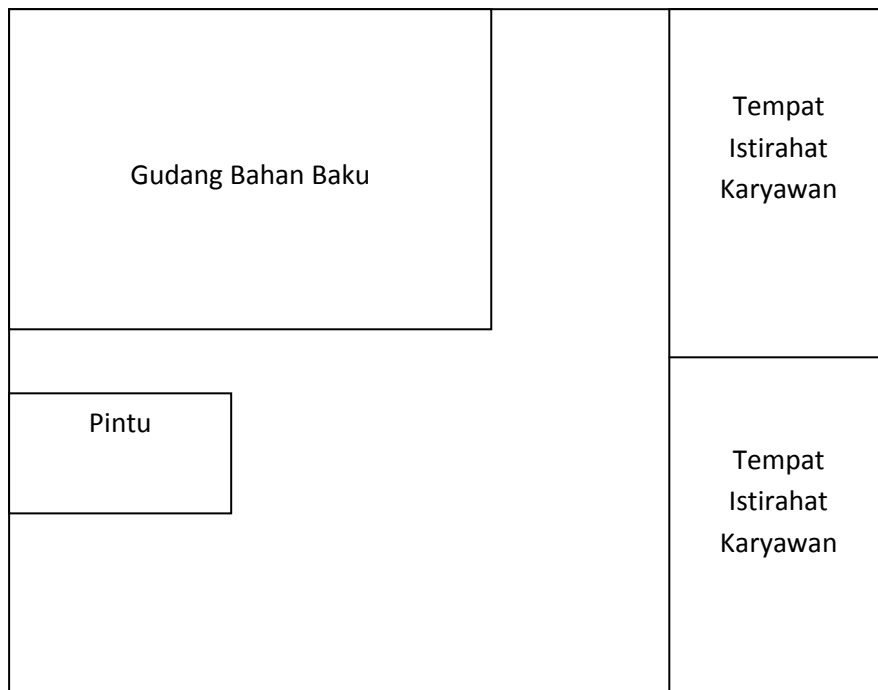 Gudang Bahan Baku
Tempat
Istirahat
Karyawan
Pintu
Tempat
Istirahat
Karyawan